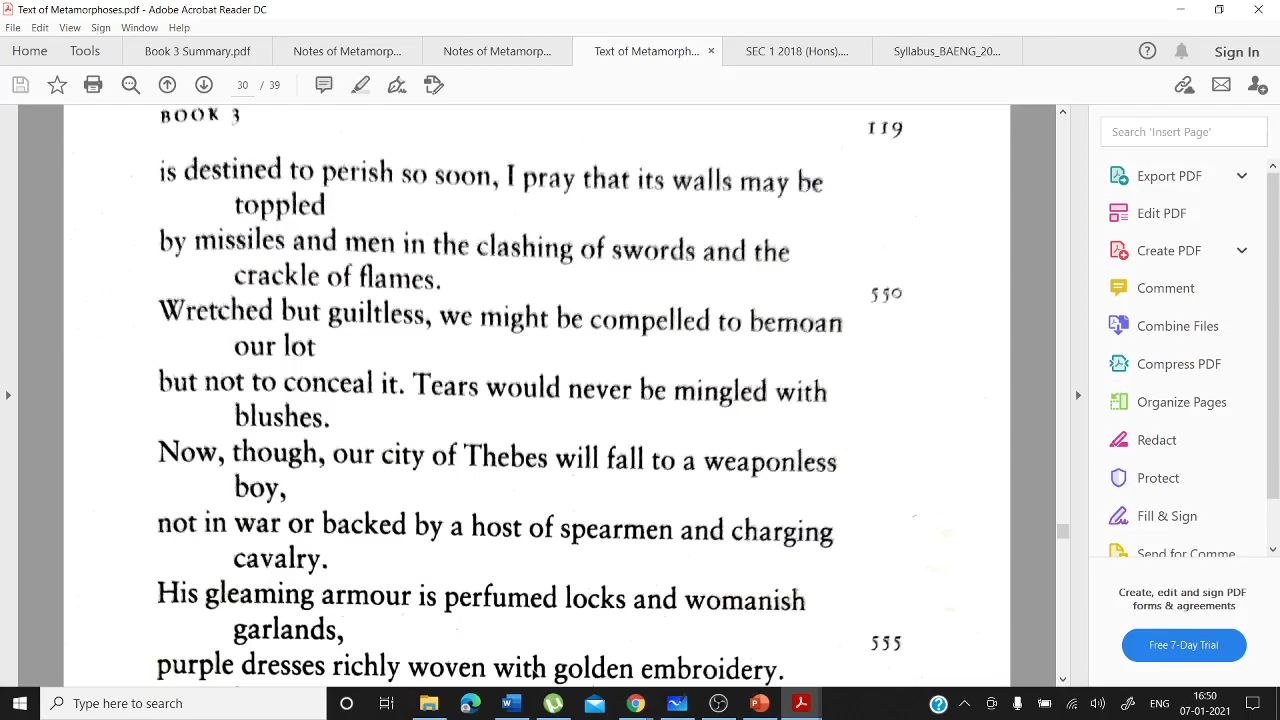 Text of Metamorphoses.pdf - Adobe Acrobat Reader DC
File Edit View Sign Window Help
Home Tools Book 3 Summary.pdf Notes of Metamorp... Notes of Metamorp... Text of Metamorph... × SEC 1 2018 (Hons).... Syllabus_BAENG_20... Sign In
30 / 39
BOOK 3 119
is destined to perish so soon, I pray that its walls may be
toppled
by missiles and men in the clashing of swords and the
crackle of flames.
550
Wretched but guiltless, we might be compelled to bemoan
our lot
but not to conceal it. Tears would never be mingled with
blushes.
Now, though, our city of Thebes will fall to a weaponless
boy,
not in war or backed by a host of spearmen and charging
cavalry.
His gleaming armour is perfumed locks and womanish
garlands,
555
purple dresses richly woven with golden embroidery.
Search 'Insert Page'
Export PDF
Edit PDF
Create PDF
Comment
Combine Files
Compress PDF
Organize Pages
Redact
Protect
Fill & Sign
Send for Comme
Create, edit and sign PDF
forms & agreements
Free 7-Day Trial
Type here to search
ENG
16:50
07-01-2021